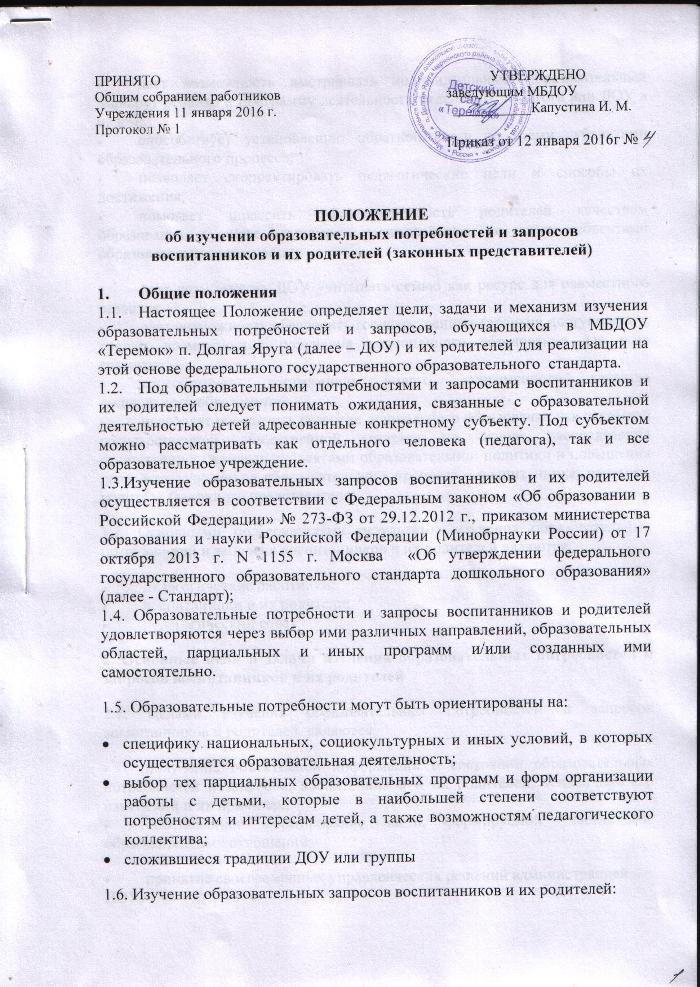 ПРИНЯТО
Общим собранием работников
Учреждения 11 января 2016 г.
Протокол № 1
УТВЕРЖДЕНО
заведующим МБДОУ
Капустина И. М.
Приказ от 12 января 2016г № 4
Детский
сад
«Теремок»
ПОЛОЖЕНИЕ
об изучении образовательных потребностей и запросов
воспитанников и их родителей (законных представителей)
1. Общие положения
1.1. Настоящее Положение определяет цели, задачи и механизм изучения
образовательных потребностей и запросов, обучающихся в МБДОУ
«Теремок» п. Долгая Яруга (далее – ДОУ) и их родителей для реализации на
этой основе федерального государственного образовательного стандарта.
1.2. Под образовательными потребностями и запросами воспитанников и
их родителей следует понимать ожидания, связанные с образовательной
деятельностью детей адресованные конкретному субъекту. Под субъектом
можно рассматривать как отдельного человека (педагога), так и все
образовательное учреждение.
1.3.Изучение образовательных запросов воспитанников и их родителей
осуществляется в соответствии с Федеральным законом «Об образовании в
Российской Федерации» № 273-ФЗ от 29.12.2012 г., приказом министерства
образования и науки Российской Федерации (Минобрнауки России) от 17
октября 2013 г. N 1155 г. Москва «Об утверждении федерального
государственного образовательного стандарта дошкольного образования»
(далее - Стандарт);
1.4. Образовательные потребности и запросы воспитанников и родителей
удовлетворяются через выбор ими различных направлений, образовательных
областей, парциальных и иных программ и/или созданных ими
самостоятельно.
1.5. Образовательные потребности могут быть ориентированы на:
• специфику национальных, социокультурных и иных условий, в которых
осуществляется образовательная деятельность;
• выбор тех парциальных образовательных программ и форм организации
работы с детьми, которые в наибольшей степени соответствуют
потребностям и интересам детей, а также возможностям педагогического
коллектива;
• сложившиеся традиции ДОУ или группы
1.6. Изучение образовательных запросов воспитанников и их родителей:
1